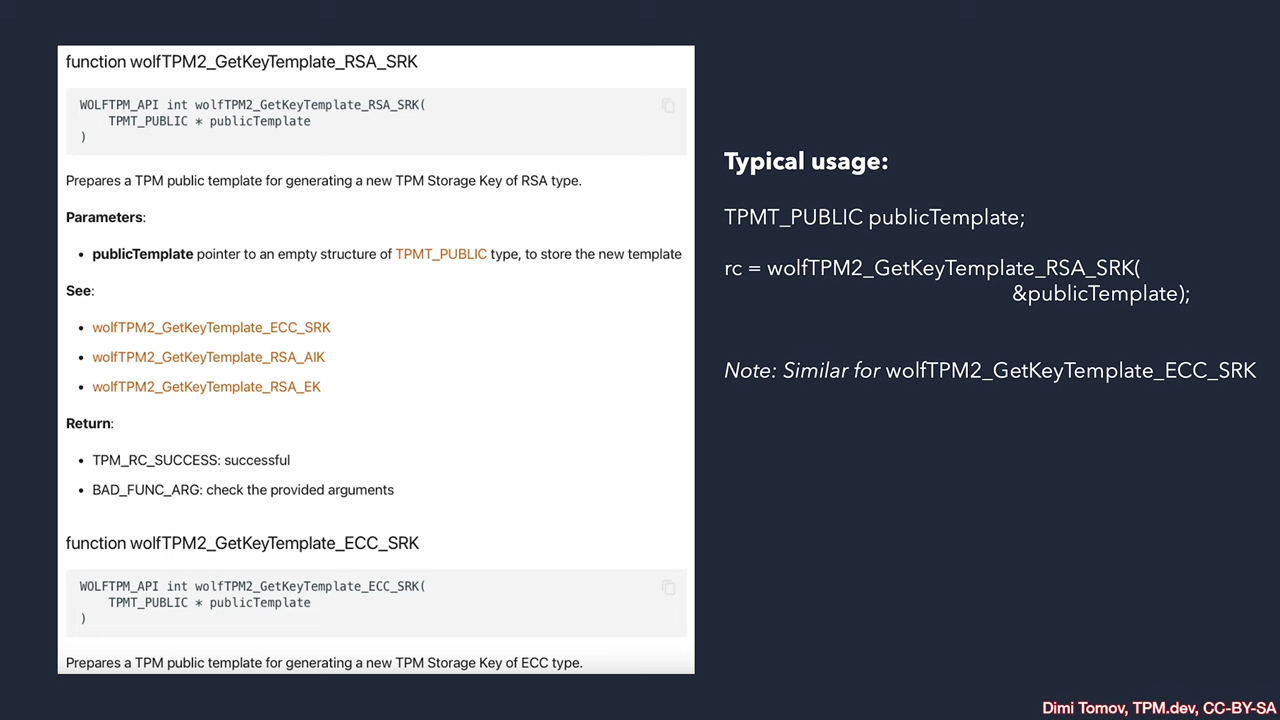 function wolfTPM2_GetKeyTemplate_RSA_SRK
WOLFTPM_API int wolfTPM2_GetKeyTemplate_RSA_SRK(
TPMT_PUBLIC * publicTemplate
)
Prepares a TPM public template for generating a new TPM Storage Key of RSA type.
Parameters:
• publicTemplate pointer to an empty structure of TPMT_PUBLIC type, to store the new template
See:
• wolfTPM2_GetKeyTemplate_ECC_SRK
• wolfTPM2_GetKeyTemplate_RSA_AIK
• wolfTPM2_GetKeyTemplate_RSA_EK
Return:
• TPM_RC_SUCCESS: successful
• BAD_FUNC_ARG: check the provided arguments
function wolfTPM2_GetKeyTemplate_ECC_SRK
WOLFTPM_API int wolfTPM2_GetKeyTemplate_ECC_SRK(
TPMT_PUBLIC * publicTemplate
)
Prepares a TPM public template for generating a new TPM Storage Key of ECC type.
Typical usage:
TPMT_PUBLIC publicTemplate;
rc = wolfTPM2_GetKeyTemplate_RSA_SRK(
&publicTemplate);
Note: Similar for wolfTPM2_GetKeyTemplate_ECC_SRK
Dimi Tomov, TPM.dev, CC-BY-SA